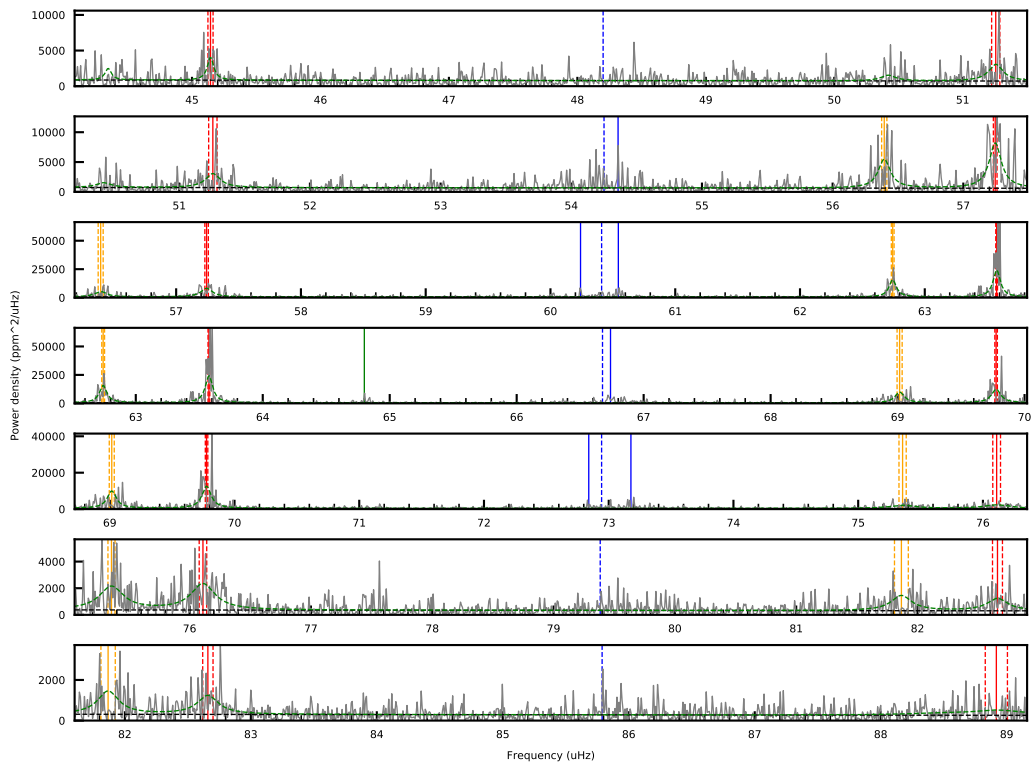 10000
5000
0
45 46 47 48 49 50 51
10000
5000
0
51 52 53 54 55 56 57
50000
25000
0
57 58 59 60 61 62 63
50000
25000
0
63 64 65 66 67 68 69 70
40000
20000
0
69 70 71 72 73 74 75 76
4000
2000
0
76 77 78 79 80 81 82
2000
0
82 83 84 85 86 87 88 89
Power density (ppm^2/uHz)
Frequency (uHz)